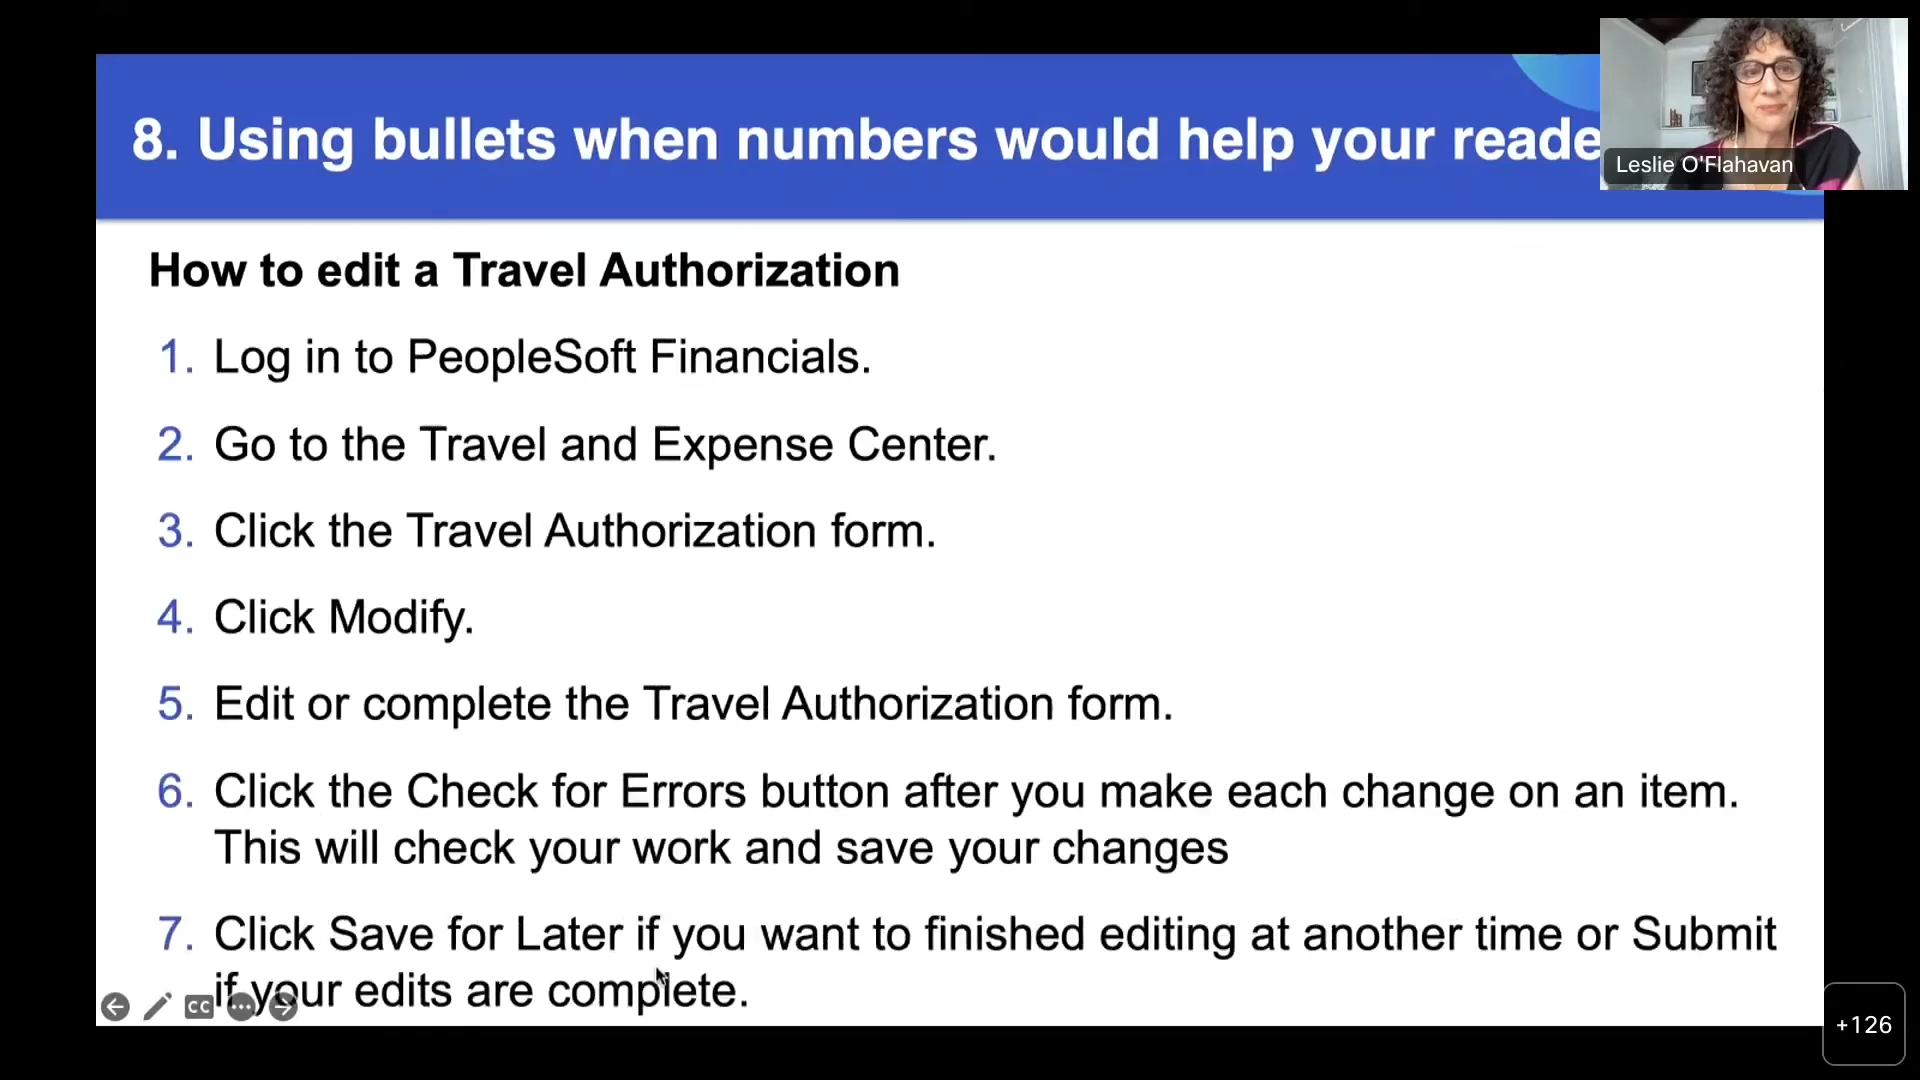 8. Using bullets when numbers would help your reade
Leslie O'Flahavan
How to edit a Travel Authorization
1. Log in to PeopleSoft Financials.
2. Go to the Travel and Expense Center.
3. Click the Travel Authorization form.
4. Click Modify.
5. Edit or complete the Travel Authorization form.
6. Click the Check for Errors button after you make each change on an item.
This will check your work and save your changes
7. Click Save for Later if you want to finished editing at another time or Submit
if your edits are complete.
CC
+126